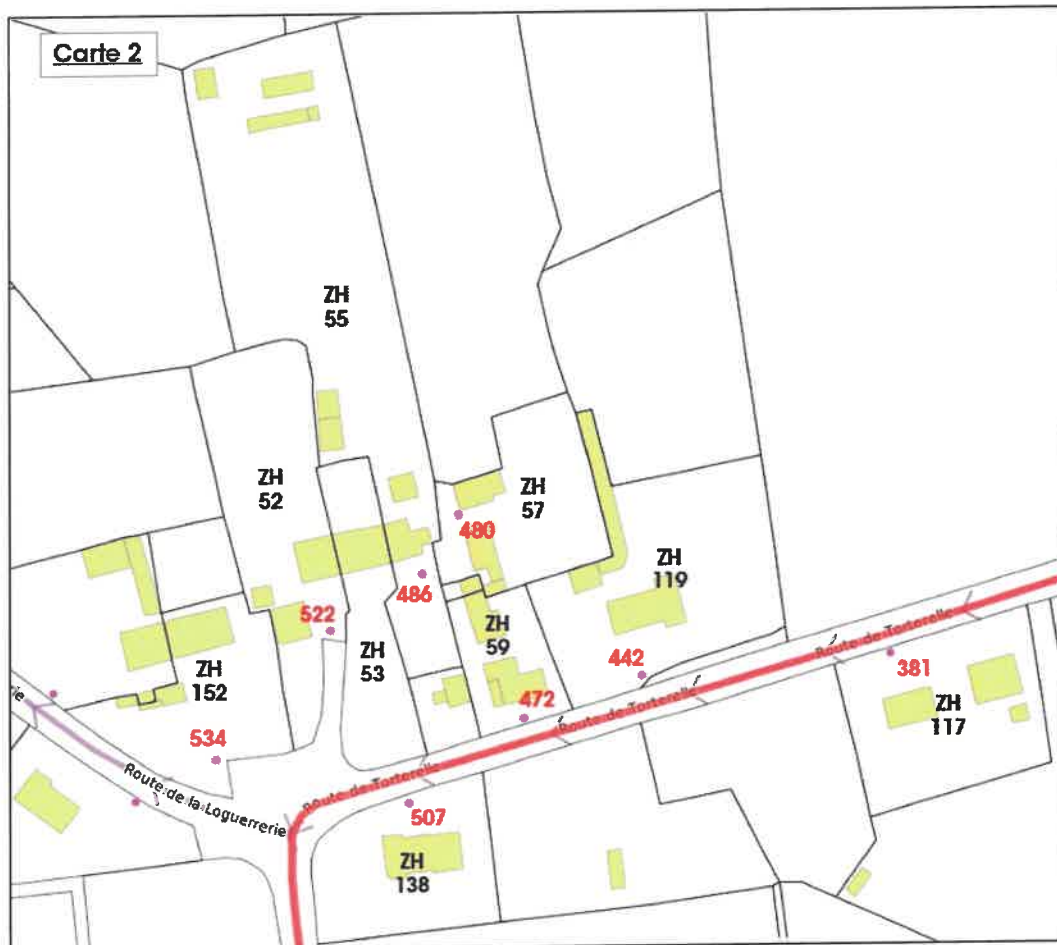 Carte 2
ZH
55
ZH
52
ZH
57
480
ZH
119
486
522
ZH
59
ZH
53
442
Route de Torterelle
381
ZH
152
472
Route de Torterelle
ZH
117
534
Route de la Loguerrerie
Route de Torterelle
507
ZH
138